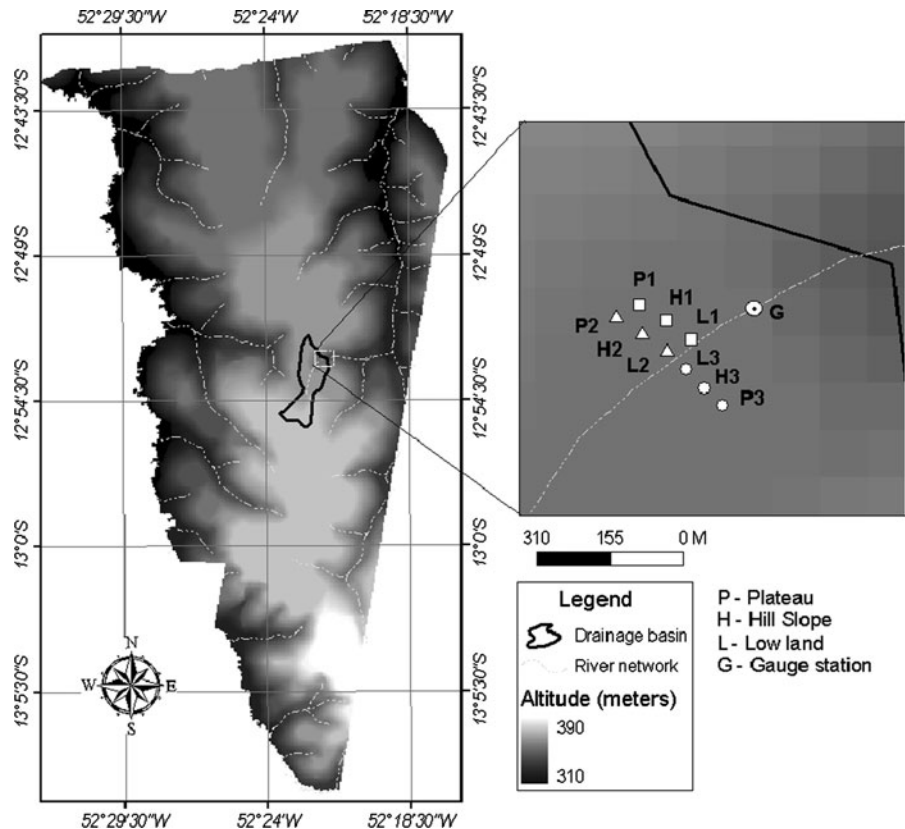 52°29'30"W 52°24'W 52°18'30"W
12°43'30"S 12°43'30"S
12°49'S 12°49'S
12°54'30"S 12°54'30"S
13°0'S 13°0'S
13°5'30"S 13°5'30"S
N
W E
S
52°29'30"W 52°24'W 52°18'30"W
P1
H1
P2
L1
G
H2
L3
L2
H3
P3
310 155 0 M
Legend
Drainage basin
River network
Altitude (meters)
390
310
P - Plateau
H - Hill Slope
L - Low land
G - Gauge station